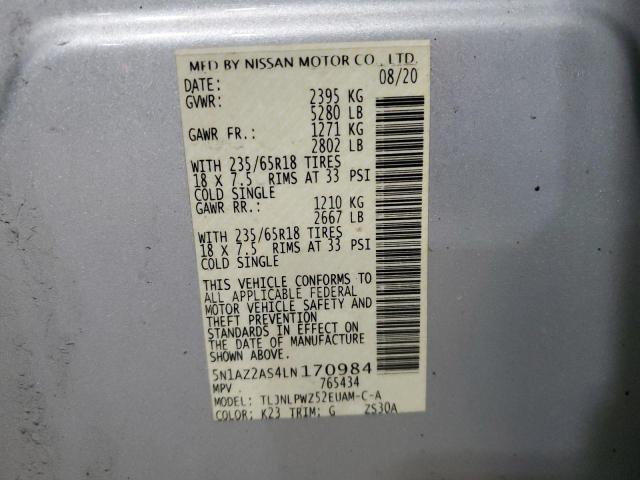 MFD BY NISSAN MOTOR CO., LTD.
DATE: 08/20
GVWR: 2395 KG
5280 LB
GAWR FR.: 1271 KG
2802 LB
WITH 235/65R18 TIRES
18 X 7.5 RIMS AT 33 PSI
COLD SINGLE
GAWR RR.: 1210 KG
2667 LB
WITH 235/65R18 TIRES
18 X 7.5 RIMS AT 33 PSI
COLD SINGLE
THIS VEHICLE CONFORMS TO
ALL APPLICABLE FEDERAL
MOTOR VEHICLE SAFETY AND
THEFT PREVENTION
STANDARDS IN EFFECT ON
THE DATE OF MANUFACTURE
SHOWN ABOVE.
5N1AZ2AS4LN170984
MPV 765434
MODEL: TLJNLPWZ52EUAM-C-A
COLOR: K23 TRIM: G ZS30A